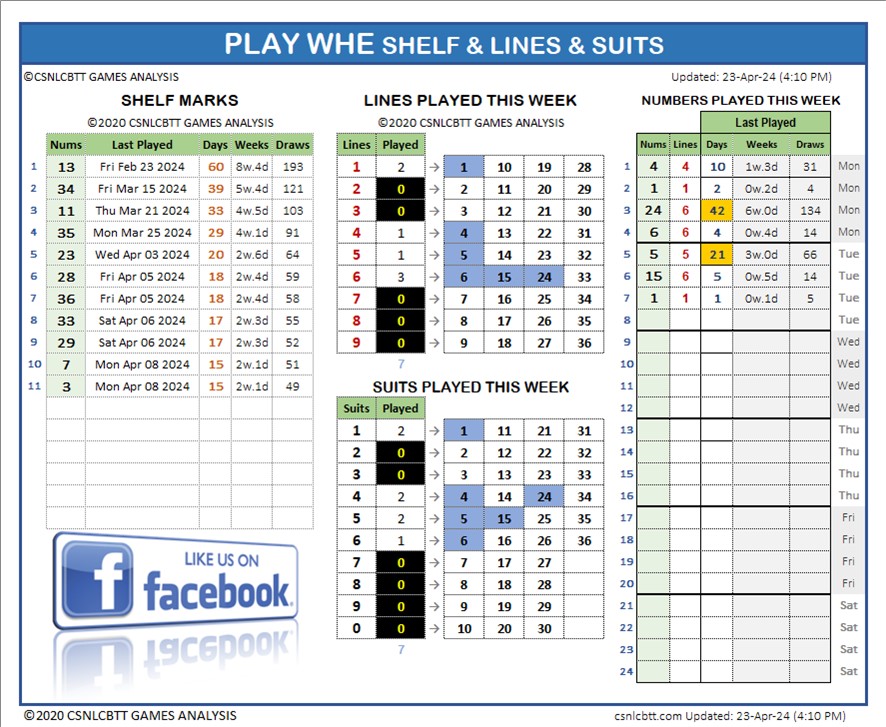 PLAY WHE SHELF & LINES & SUITS
©CSNLCBTT GAMES ANALYSIS
Updated: 23-Apr-24 (4:10 PM)
SHELF MARKS
©2020 CSNLCBTT GAMES ANALYSIS
Nums Last Played Days Weeks Draws
1 13 Fri Feb 23 2024 60 8w.4d 193
2 34 Fri Mar 15 2024 39 5w.4d 121
3 11 Thu Mar 21 2024 33 4w.5d 103
4 35 Mon Mar 25 2024 29 4w.1d 91
5 23 Wed Apr 03 2024 20 2w.6d 64
6 28 Fri Apr 05 2024 18 2w.4d 59
7 36 Fri Apr 05 2024 18 2w.4d 58
8 33 Sat Apr 06 2024 17 2w.3d 55
9 29 Sat Apr 06 2024 17 2w.3d 52
10 7 Mon Apr 08 2024 15 2w.1d 51
11 3 Mon Apr 08 2024 15 2w.1d 49
LIKE US ON
facebook
LINES PLAYED THIS WEEK
©2020 CSNLCBTT GAMES ANALYSIS
Lines Played
1 2 → 1 10 19 28
2 0 → 2 11 20 29
3 0 → 3 12 21 30
4 1 → 4 13 22 31
5 1 → 5 14 23 32
6 3 → 6 15 24 33
7 0 → 7 16 25 34
8 0 → 8 17 26 35
9 0 → 9 18 27 36
7
SUITS PLAYED THIS WEEK
Suits Played
1 2 → 1 11 21 31
2 0 → 2 12 22 32
3 0 → 3 13 23 33
4 2 → 4 14 24 34
5 2 → 5 15 25 35
6 1 → 6 16 26 36
7 0 → 7 17 27
8 0 → 8 18 28
9 0 → 9 19 29
0 0 → 10 20 30
7
NUMBERS PLAYED THIS WEEK
Last Played
Nums Lines Days Weeks Draws
1 4 4 10 1w.3d 31 Mon
2 1 1 2 0w.2d 4 Mon
3 24 6 42 6w.0d 134 Mon
4 6 6 4 0w.4d 14 Mon
5 5 5 21 3w.0d 66 Tue
6 15 6 5 0w.5d 14 Tue
7 1 1 1 0w.1d 5 Tue
8 Tue
9 Wed
10 Wed
11 Wed
12 Wed
13 Thu
14 Thu
15 Thu
16 Thu
17 Fri
18 Fri
19 Fri
20 Fri
21 Sat
22 Sat
23 Sat
24 Sat
©2020 CSNLCBTT GAMES ANALYSIS
csnlcbtt.com Updated: 23-Apr-24 (4:10 PM)